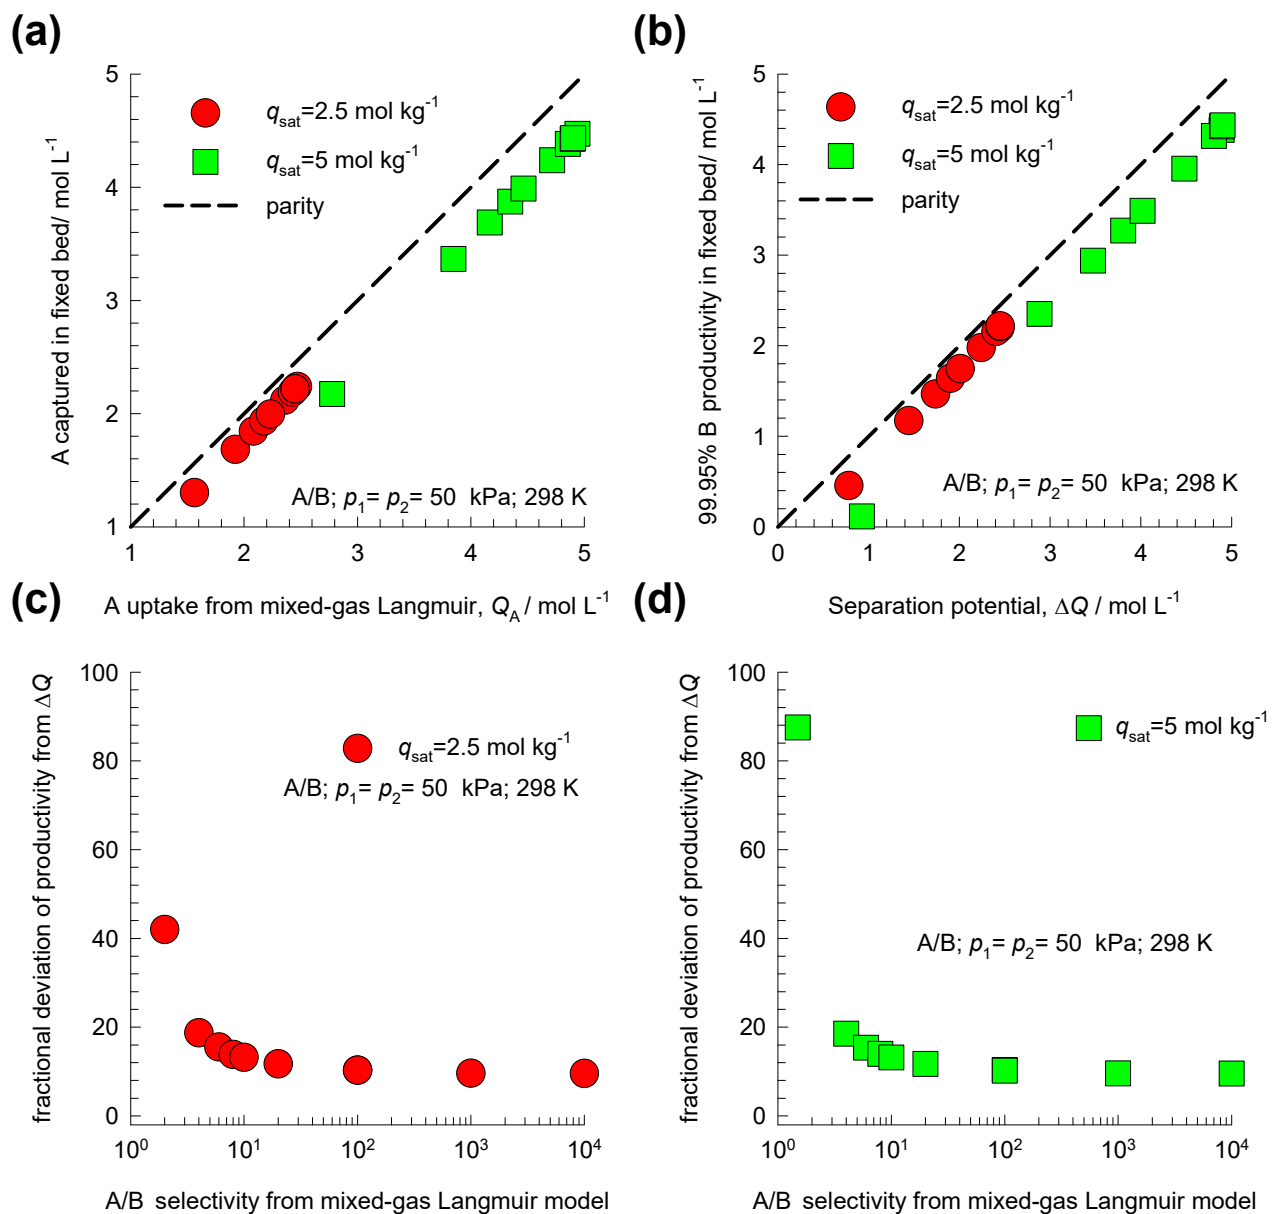 (a)
A captured in fixed bed/ mol L⁻¹
5
4
3
2
1
1 2 3 4 5
q_sat=2.5 mol kg⁻¹
q_sat=5 mol kg⁻¹
parity
A/B; p₁= p₂= 50 kPa; 298 K
A uptake from mixed-gas Langmuir, Q_A / mol L⁻¹
(b)
99.95% B productivity in fixed bed/ mol L⁻¹
5
4
3
2
1
0
0 1 2 3 4 5
q_sat=2.5 mol kg⁻¹
q_sat=5 mol kg⁻¹
parity
A/B; p₁= p₂= 50 kPa; 298 K
Separation potential, ΔQ / mol L⁻¹
(c)
fractional deviation of productivity from ΔQ
100
80
60
40
20
0
10⁰ 10¹ 10² 10³ 10⁴
q_sat=2.5 mol kg⁻¹
A/B; p₁= p₂= 50 kPa; 298 K
A/B selectivity from mixed-gas Langmuir model
(d)
fractional deviation of productivity from ΔQ
100
80
60
40
20
0
10⁰ 10¹ 10² 10³ 10⁴
q_sat=5 mol kg⁻¹
A/B; p₁= p₂= 50 kPa; 298 K
A/B selectivity from mixed-gas Langmuir model